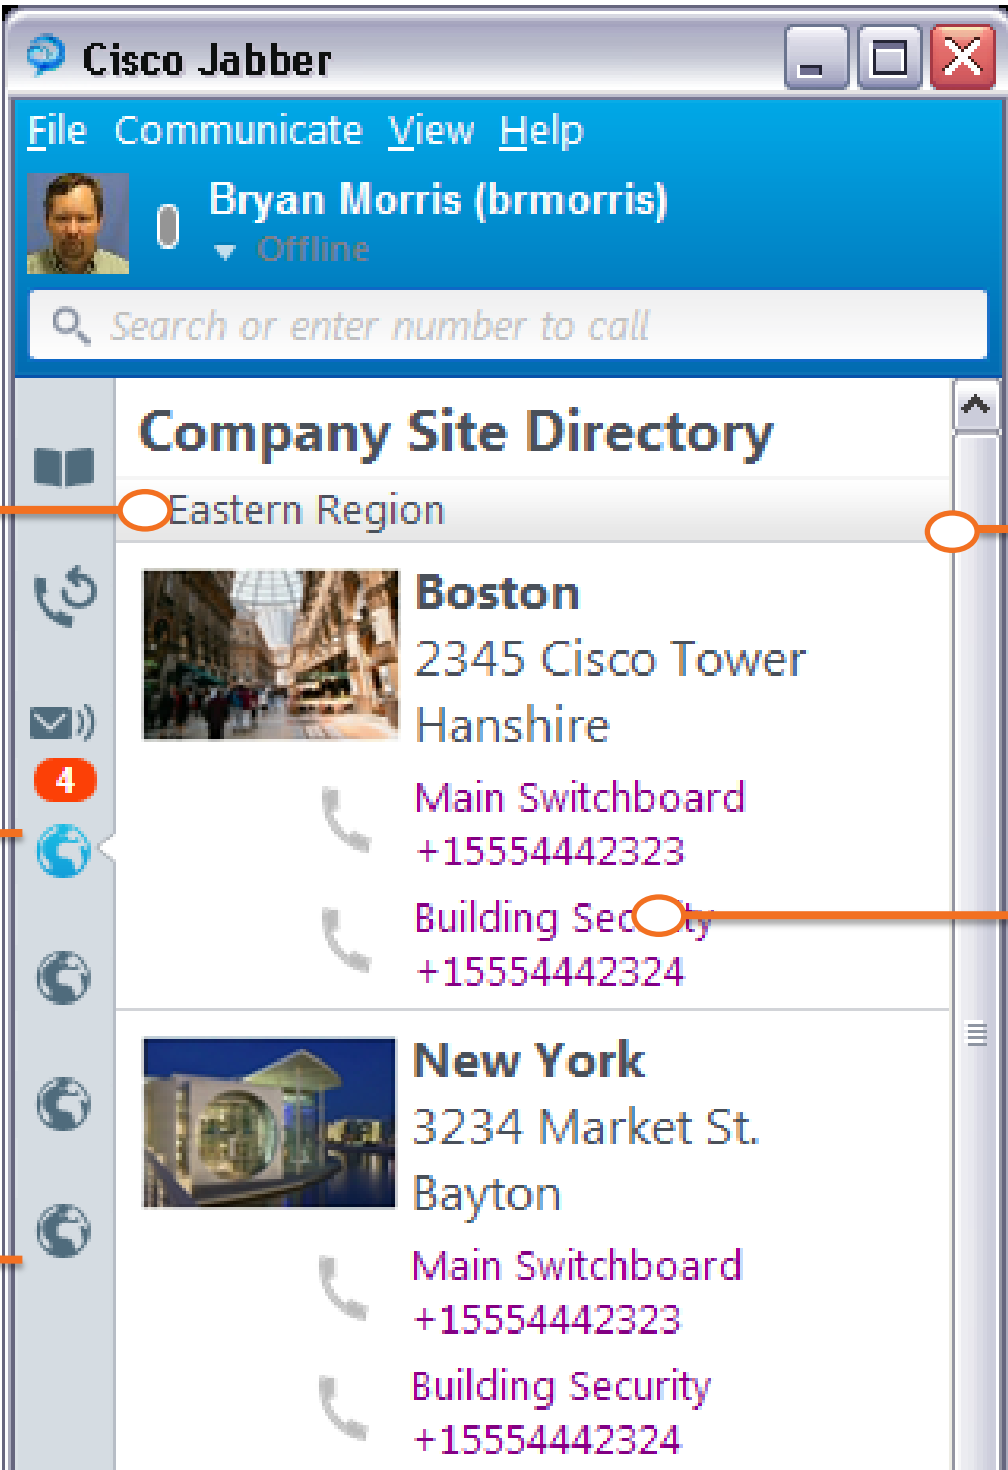 Cisco Jabber
File Communicate View Help
Bryan Morris (brmorris)
Offline
Search or enter number to call
Company Site Directory
Eastern Region
Boston
2345 Cisco Tower
Hanshire
Main Switchboard
+15554442323
4
Building Security
+15554442324
New York
3234 Market St.
Bayton
Main Switchboard
+15554442323
Building Security
+15554442324